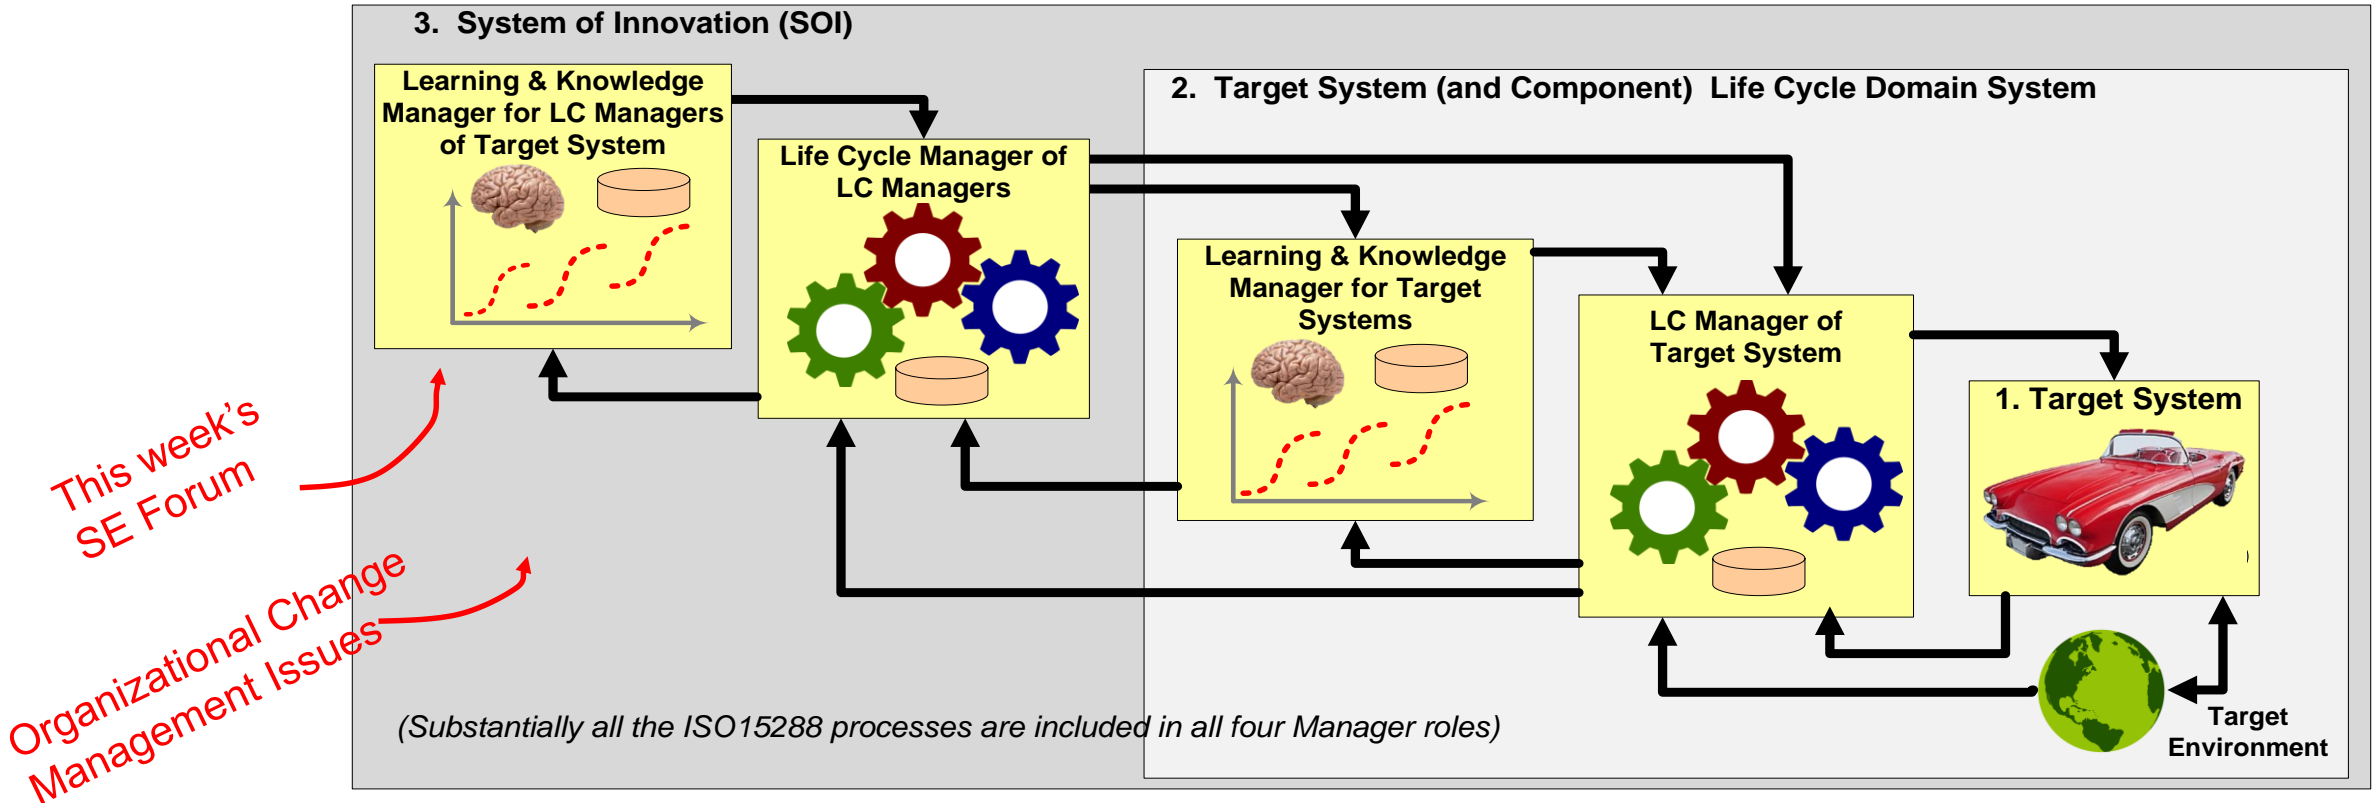 3. System of Innovation (SOI)
Learning & Knowledge
Manager for LC Managers
of Target System
2. Target System (and Component) Life Cycle Domain System
Life Cycle Manager of
LC Managers
Learning & Knowledge
Manager for Target
Systems
LC Manager of
Target System
1. Target System
)
This week’s
SE Forum
Organizational Change
Management Issues
(Substantially all the ISO15288 processes are included in all four Manager roles)
Target
Environment